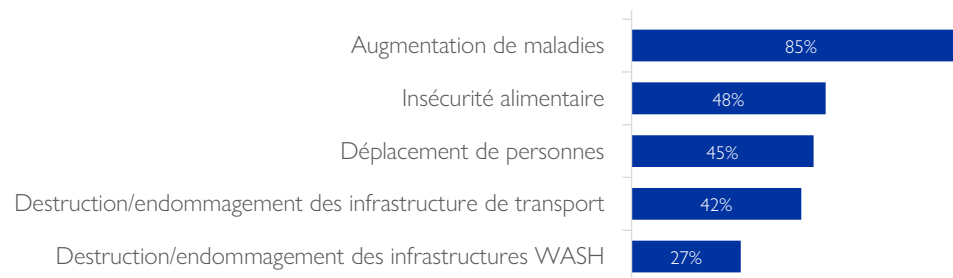 Augmentation de maladies 85%
Insécurité alimentaire 48%
Déplacement de personnes 45%
Destruction/endommagement des infrastructure de transport 42%
Destruction/endommagement des infrastructures WASH 27%